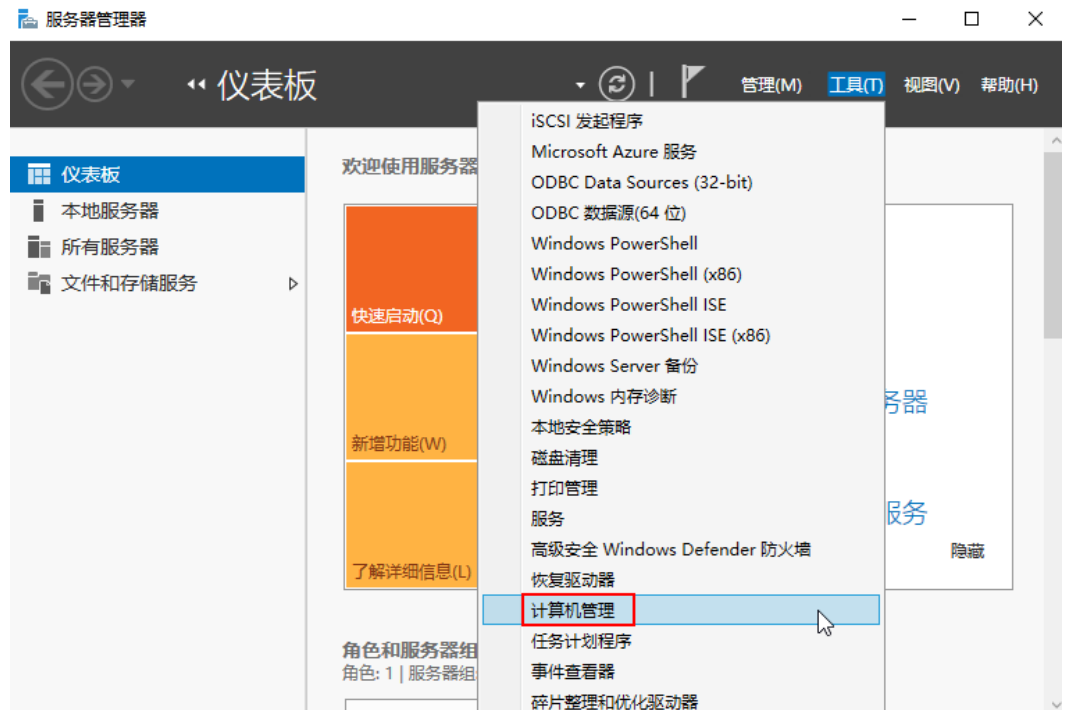 服务器管理器
仪表板
管理(M) 工具(T) 视图(V) 帮助(H)
仪表板
本地服务器
所有服务器
文件和存储服务
欢迎使用服务器
快速启动(Q)
新增功能(W)
了解详细信息(L)
iSCSI 发起程序
Microsoft Azure 服务
ODBC Data Sources (32-bit)
ODBC 数据源(64 位)
Windows PowerShell
Windows PowerShell (x86)
Windows PowerShell ISE
Windows PowerShell ISE (x86)
Windows Server 备份
Windows 内存诊断
本地安全策略
磁盘清理
打印管理
服务
高级安全 Windows Defender 防火墙
恢复驱动器
计算机管理
任务计划程序
事件查看器
碎片整理和优化驱动器
务器
服务
隐藏
角色和服务器组
角色: 1 | 服务器组